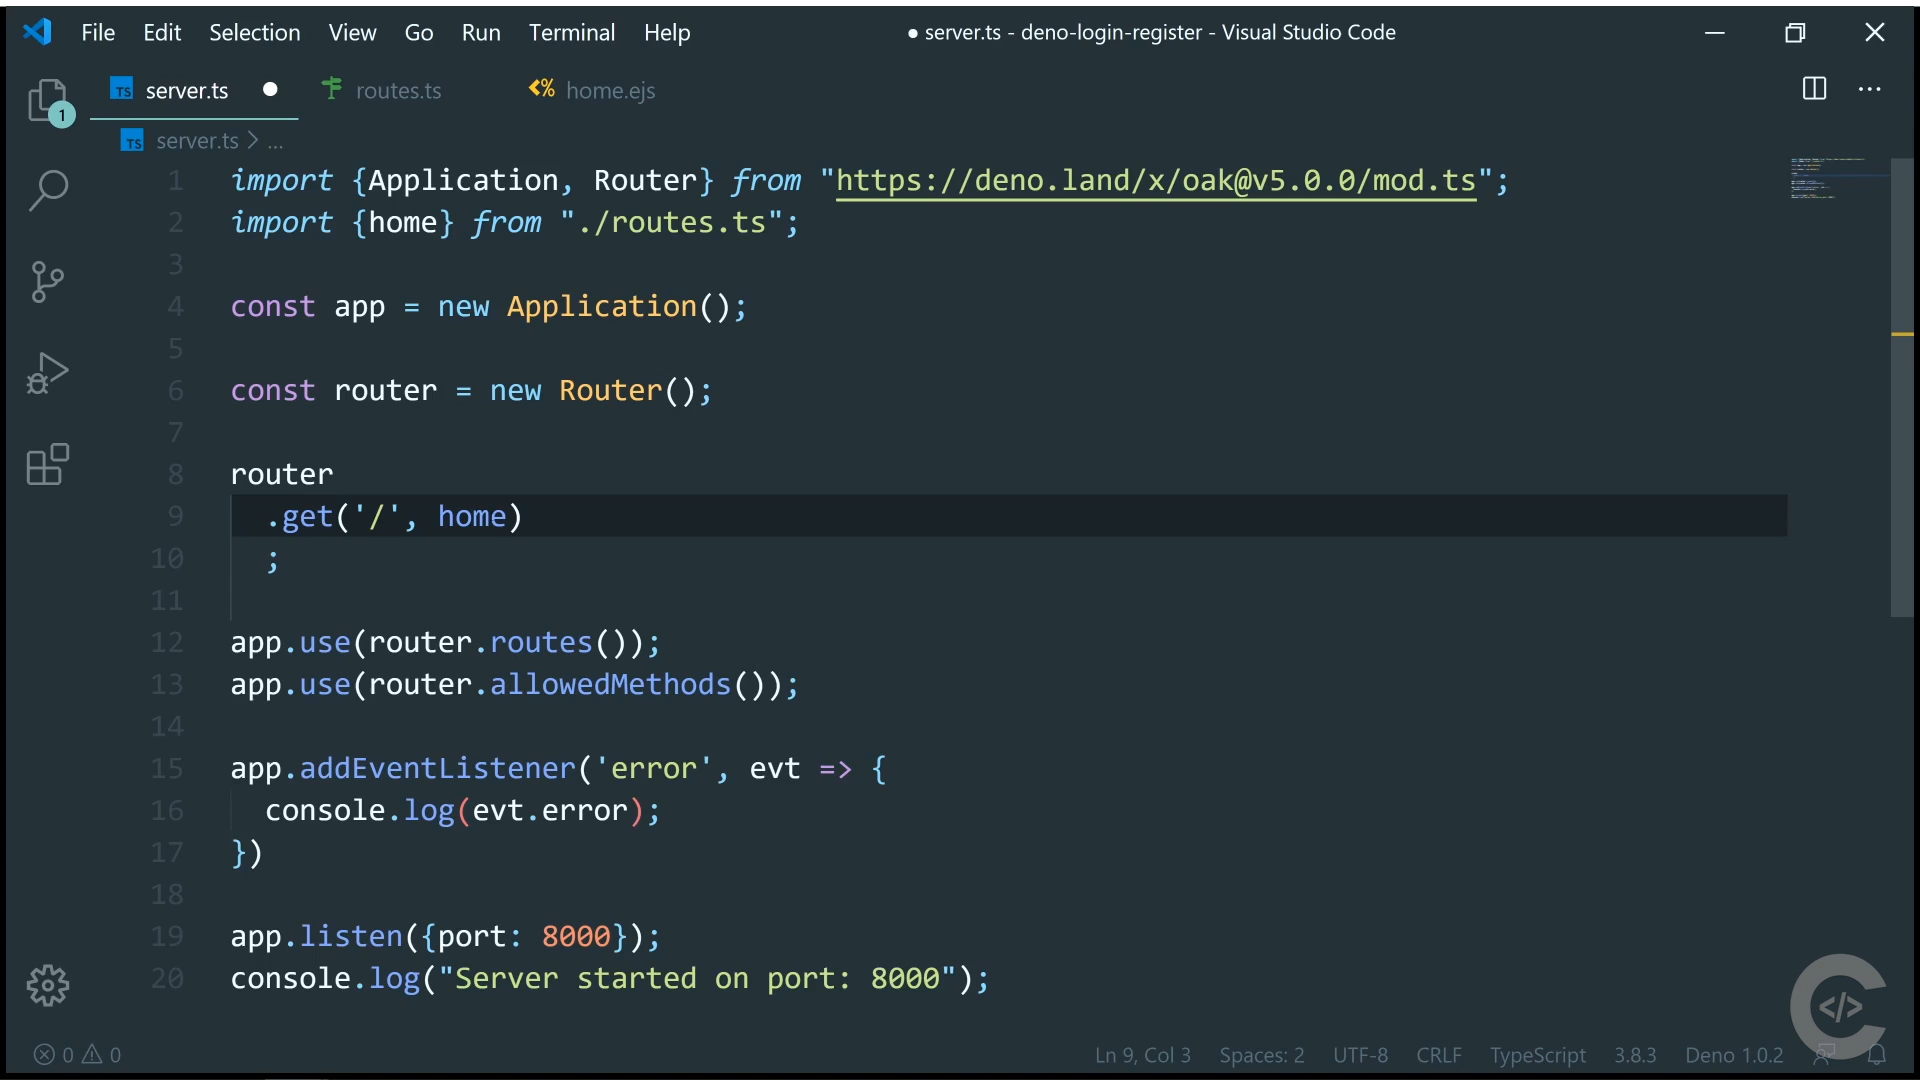 File Edit Selection View Go Run Terminal Help ● server.ts - deno-login-register - Visual Studio Code
TS server.ts ● routes.ts <% home.ejs ...
1
TS server.ts > ...
1 import {Application, Router} from "https://deno.land/x/oak@v5.0.0/mod.ts";
2 import {home} from "./routes.ts";
3
4 const app = new Application();
5
6 const router = new Router();
7
8 router
9 .get('/', home)
10 ;
11
12 app.use(router.routes());
13 app.use(router.allowedMethods());
14
15 app.addEventListener('error', evt => {
16 console.log(evt.error);
17 })
18
19 app.listen({port: 8000});
20 console.log("Server started on port: 8000");
</>
0 0 Ln 9, Col 3 Spaces: 2 UTF-8 CRLF TypeScript 3.8.3 Deno 1.0.2